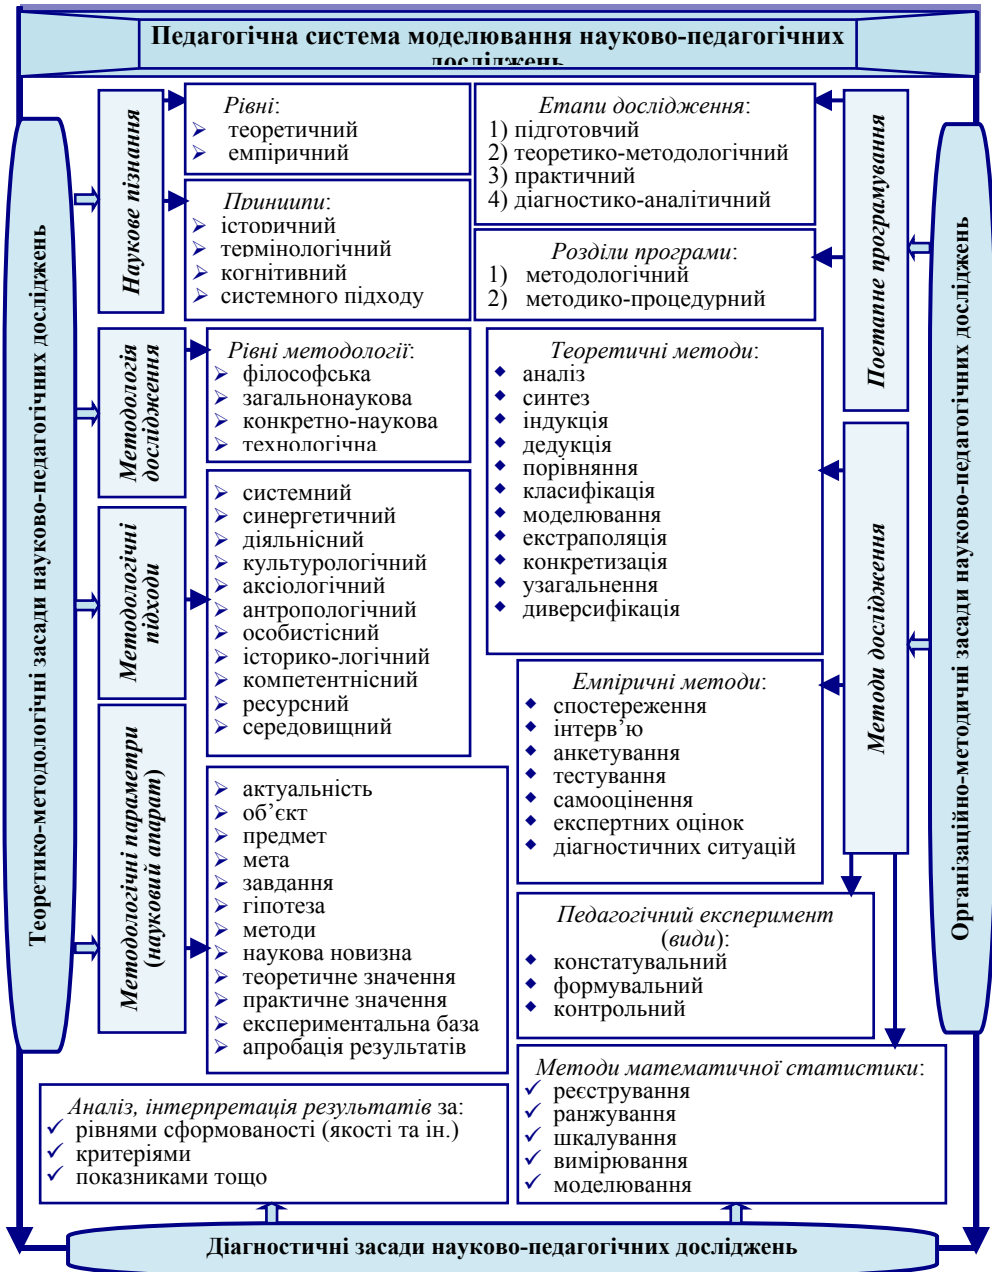 Педагогічна система моделювання науково-педагогічних
досліджень
Теоретико-методологічні засади науково-педагогічних досліджень
Наукове пізнання
Рівні:
теоретичний
емпіричний
Принципи:
історичний
термінологічний
когнітивний
системного підходу
Методологія
дослідження
Рівні методології:
філософська
загальнонаукова
конкретно-наукова
технологічна
Методологічні
підходи
системний
синергетичний
діяльнісний
культурологічний
аксіологічний
антропологічний
особистісний
історико-логічний
компетентнісний
ресурсний
середовищний
Методологічні параметри
(науковий апарат)
актуальність
об’єкт
предмет
мета
завдання
гіпотеза
методи
наукова новизна
теоретичне значення
практичне значення
експериментальна база
апробація результатів
Етапи дослідження:
1) підготовчий
2) теоретико-методологічний
3) практичний
4) діагностико-аналітичний
Розділи програми:
1) методологічний
2) методико-процедурний
Поетапне програмування
Теоретичні методи:
аналіз
синтез
індукція
дедукція
порівняння
класифікація
моделювання
екстраполяція
конкретизація
узагальнення
диверсифікація
Емпіричні методи:
спостереження
інтерв’ю
анкетування
тестування
самооцінення
експертних оцінок
діагностичних ситуацій
Методи дослідження
Педагогічний експеримент
(види):
констатувальний
формувальний
контрольний
Методи математичної статистики:
реєстрування
ранжування
шкалування
вимірювання
моделювання
Організаційно-методичні засади науково-педагогічних досліджень
Аналіз, інтерпретація результатів за:
рівнями сформованості (якості та ін.)
критеріями
показниками тощо
Діагностичні засади науково-педагогічних досліджень